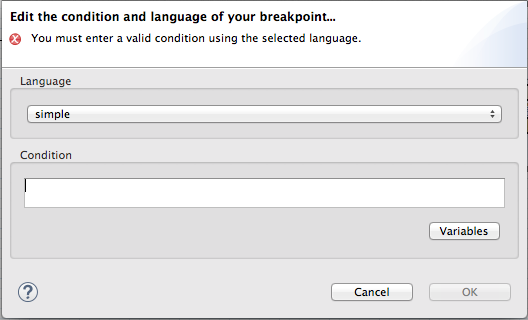 Edit the condition and language of your breakpoint...
You must enter a valid condition using the selected language.
Language
simple
Condition
Variables
?
Cancel
OK